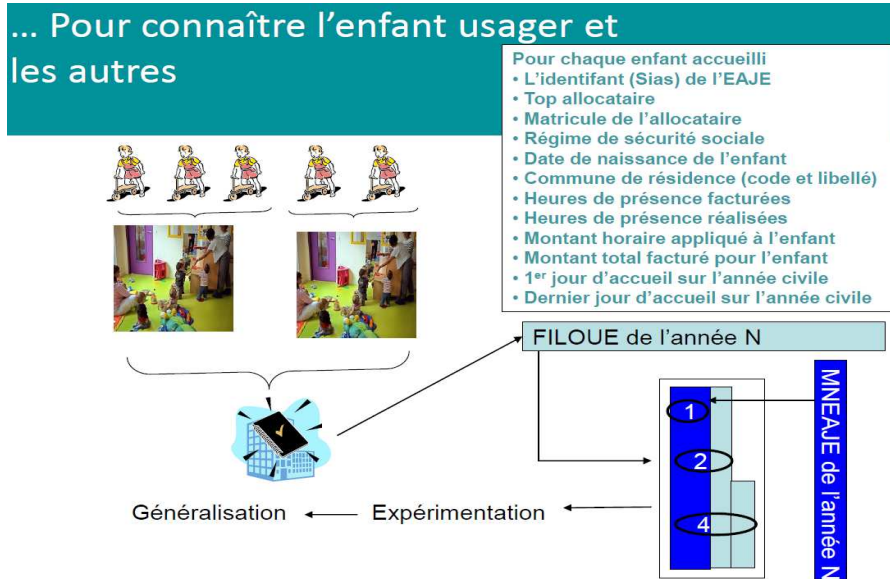 ... Pour connaître l'enfant usager et
les autres
Pour chaque enfant accueilli
• L'identifant (Sias) de l'EAJE
• Top allocataire
• Matricule de l'allocataire
• Régime de sécurité sociale
• Date de naissance de l'enfant
• Commune de résidence (code et libellé)
• Heures de présence facturées
• Heures de présence réalisées
• Montant horaire appliqué à l'enfant
• Montant total facturé pour l'enfant
• 1er jour d'accueil sur l'année civile
• Dernier jour d'accueil sur l'année civile
FILOUE de l'année N
MNEAJE de l'année N
1
2
4
Généralisation
Expérimentation